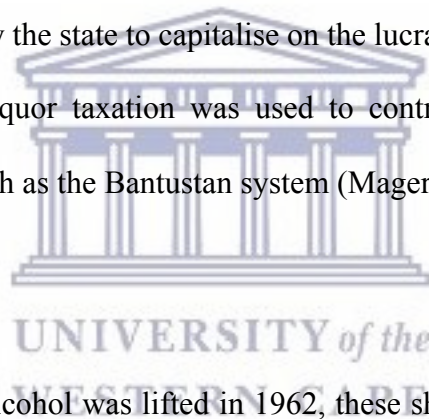 y the state to capitalise on the lucra
quor taxation was used to contr
h as the Bantustan system (Mager
UNIVERSITY of the
lcohol was lifted in 1962, these sh
WESTERN CAPE